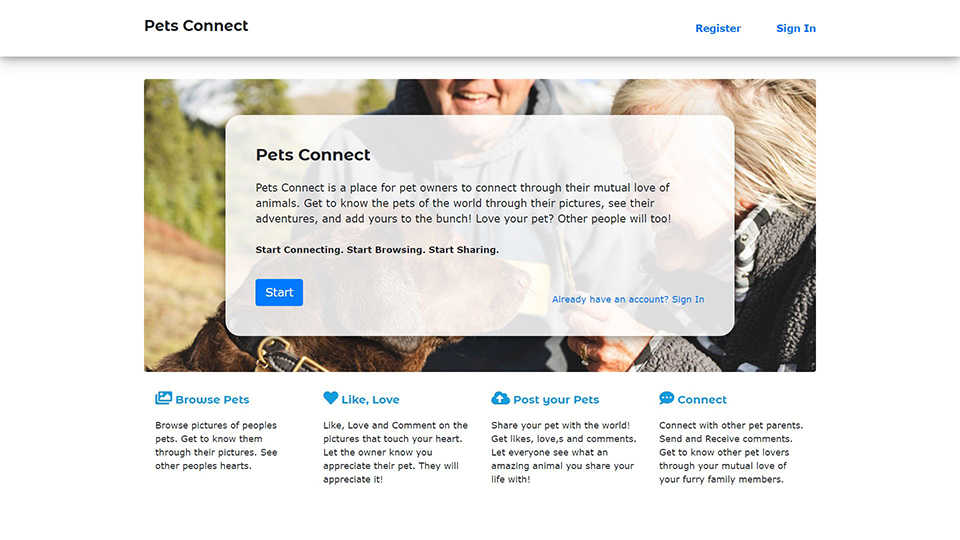 Pets Connect
Register
Sign In
Pets Connect
Pets Connect is a place for pet owners to connect through their mutual love of
animals. Get to know the pets of the world through their pictures, see their
adventures, and add yours to the bunch! Love your pet? Other people will too!
Start Connecting. Start Browsing. Start Sharing.
Start
Already have an account? Sign In
Browse Pets
Browse pictures of peoples
pets. Get to know them
through their pictures. See
other peoples hearts.
Like, Love
Like, Love and Comment on the
pictures that touch your heart.
Let the owner know you
appreciate their pet. They will
appreciate it!
Post your Pets
Share your pet with the world!
Get likes, love,s and comments.
Let everyone see what an
amazing animal you share your
life with!
Connect
Connect with other pet parents.
Send and Receive comments.
Get to know other pet lovers
through your mutual love of
your furry family members.